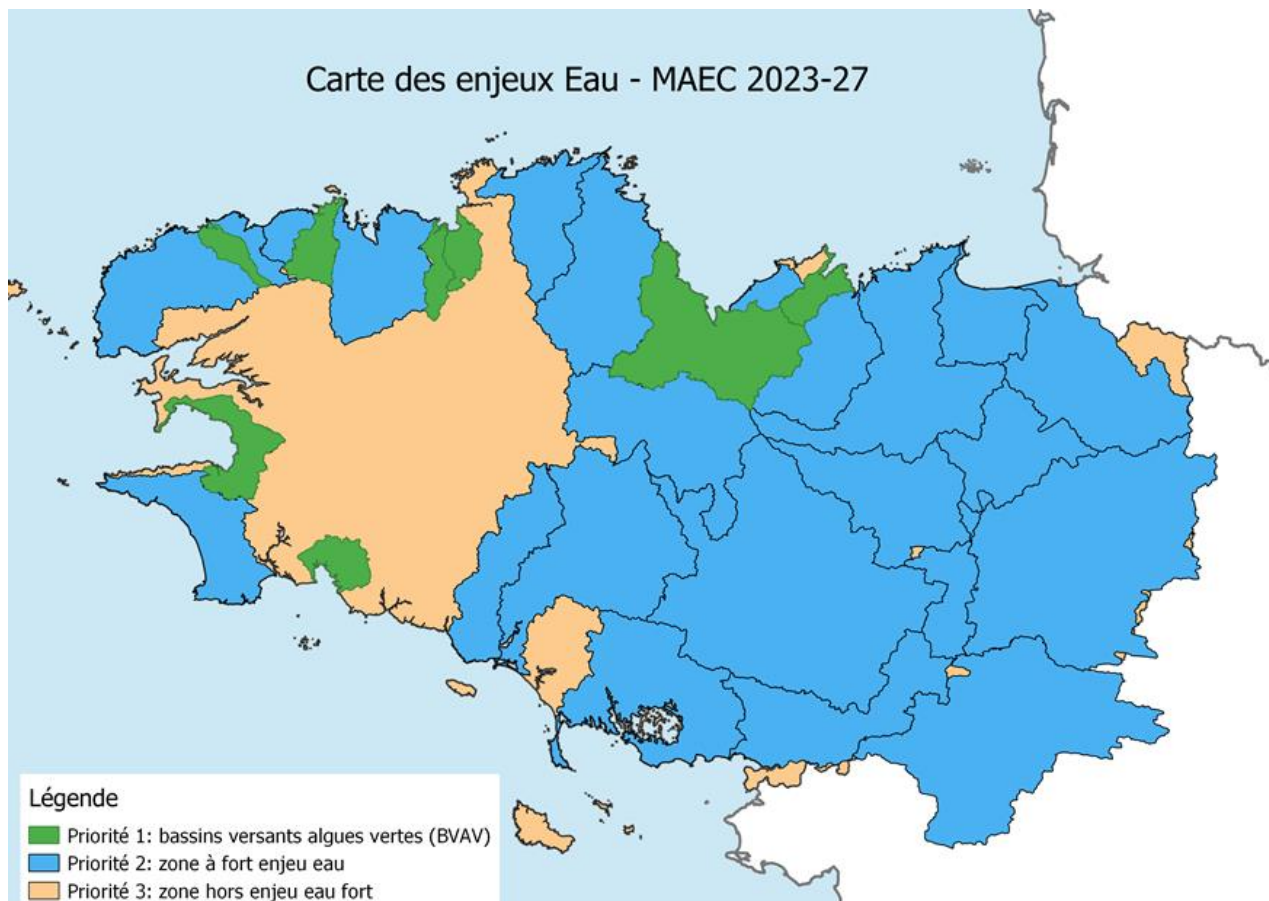 Carte des enjeux Eau - MAEC 2023-27
Légende
Priorité 1: bassins versants algues vertes (BVAV)
Priorité 2: zone à fort enjeu eau
Priorité 3: zone hors enjeu eau fort